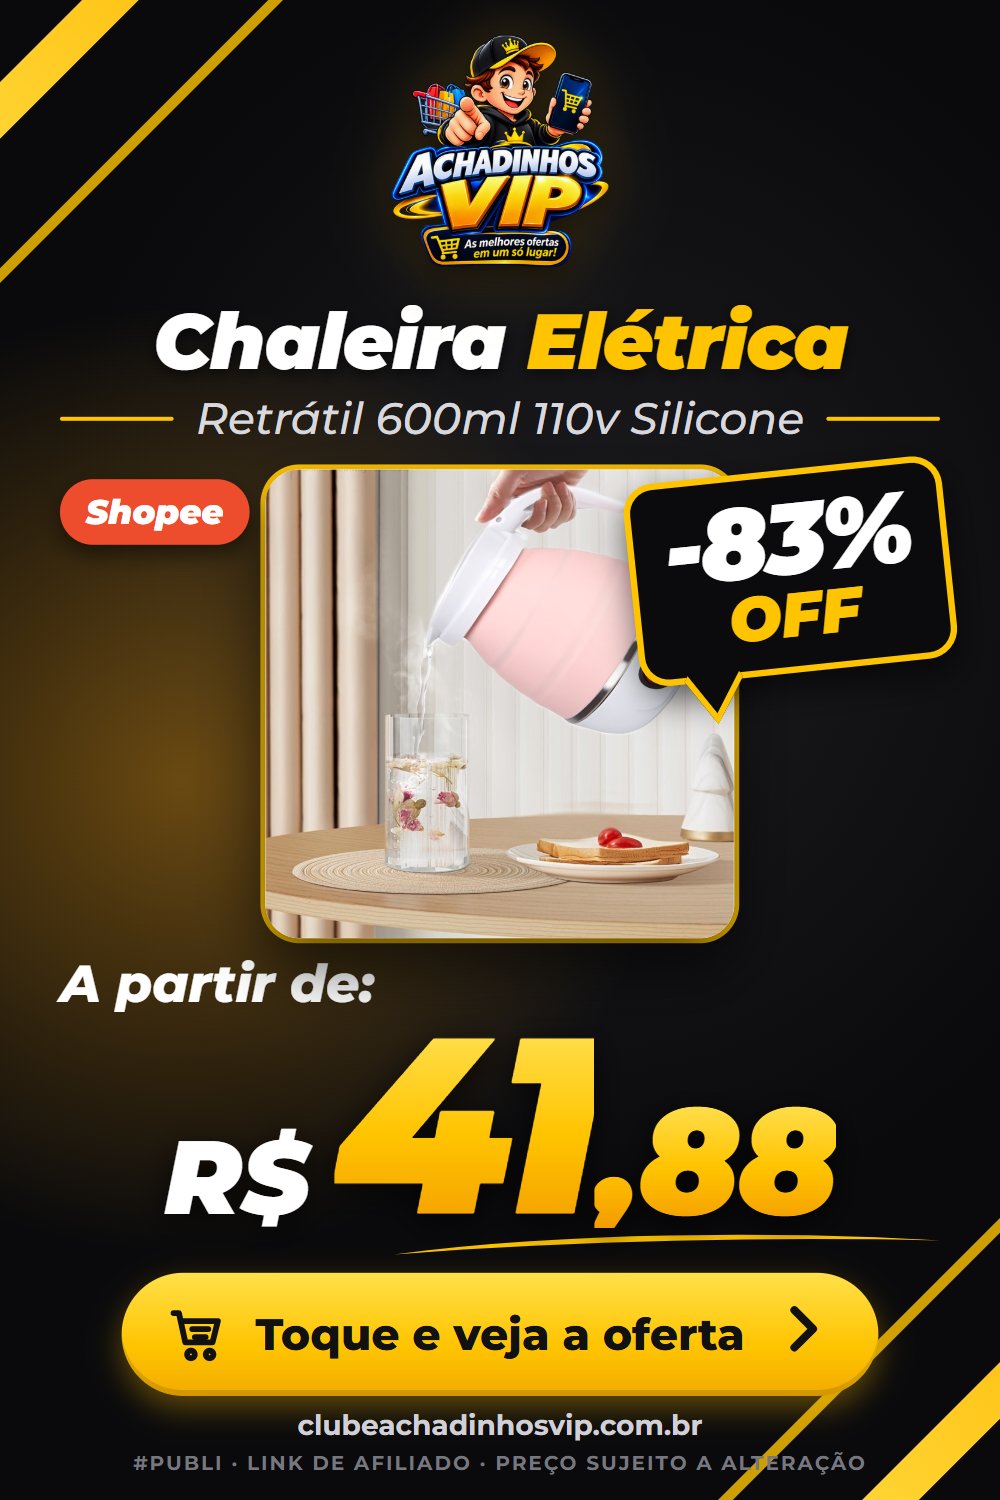 ACHADINHOS
VIP
As melhores ofertas
em um só lugar!
Chaleira Elétrica
Retrátil 600ml 110v Silicone
Shopee
-83%
OFF
A partir de:
R$ 41,88
Toque e veja a oferta
clubeachadinhosvip.com.br
#PUBLI · LINK DE AFILIADO · PREÇO SUJEITO A ALTERAÇÃO